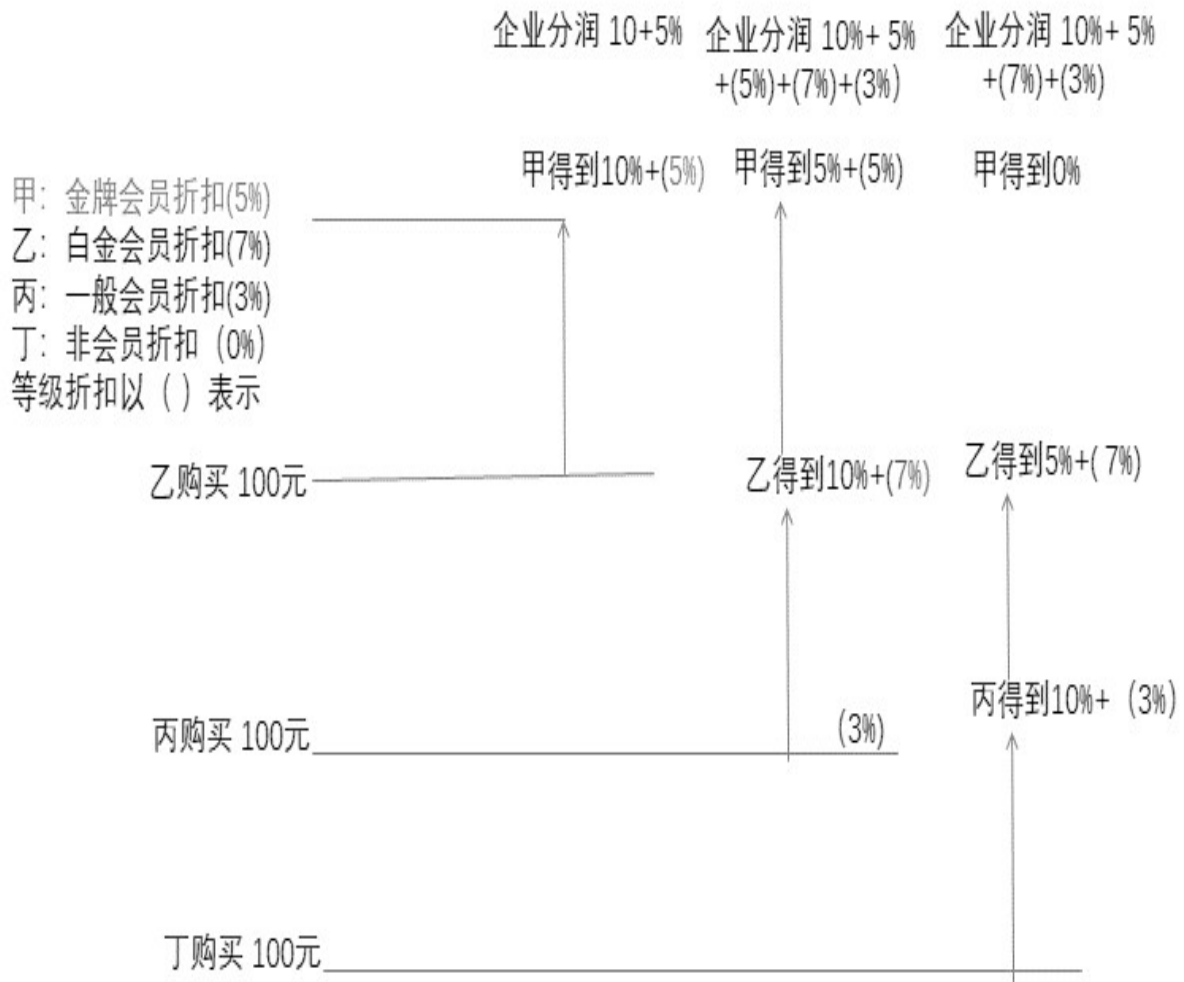 企业分润 10+5%
企业分润 10%+ 5%
+(5%)+(7%)+(3%)
企业分润 10%+ 5%
+(7%)+(3%)
甲得到10%+(5%)
甲得到5%+(5%)
甲得到0%
甲：金牌会员折扣(5%)
乙：白金会员折扣(7%)
丙：一般会员折扣(3%)
丁：非会员折扣（0%）
等级折扣以（ ）表示
乙购买 100元
乙得到10%+(7%)
乙得到5%+( 7%)
丙购买 100元
(3%)
丙得到10%+（3%)
丁购买 100元